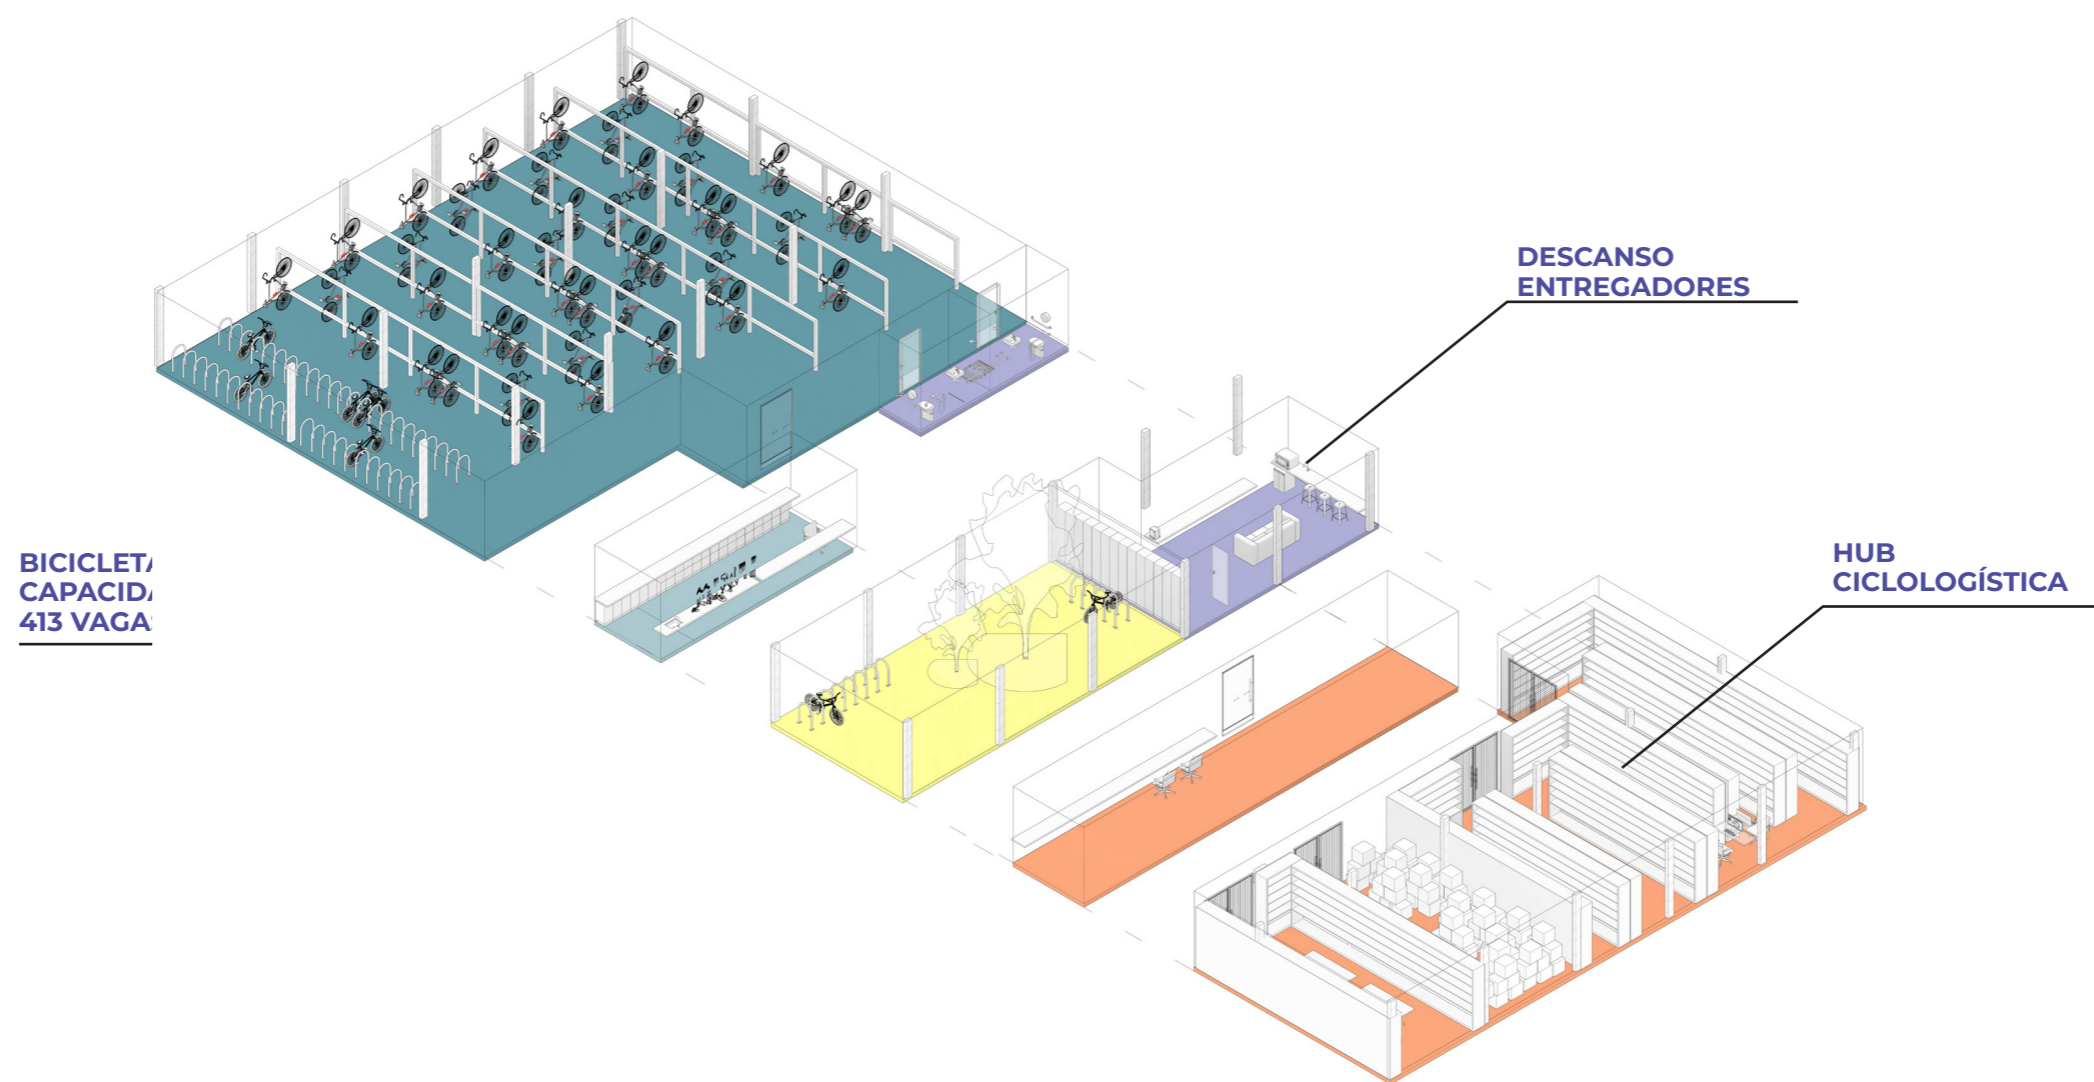 DESCANSO
ENTREGADORES
HUB
CICLOLOGÍSTICA
413